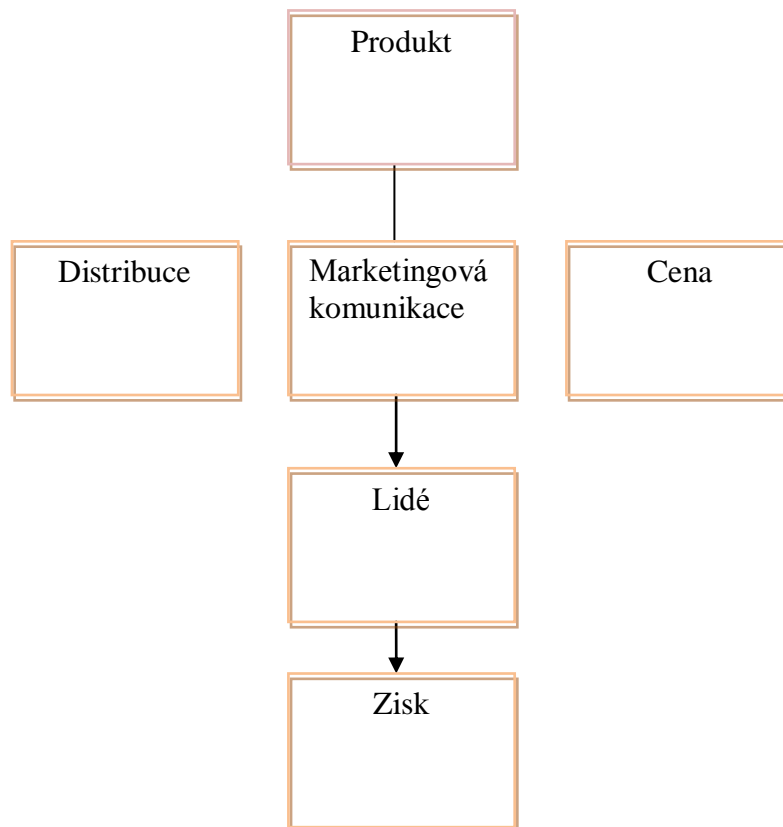 Produkt
Distribuce
Marketingová
komunikace
Cena
Lidé
Zisk